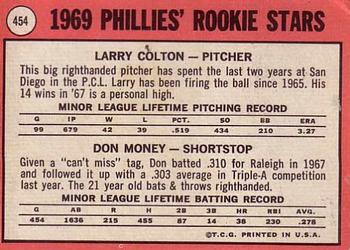 454
1969 PHILLIES' ROOKIE STARS
LARRY COLTON — PITCHER
This big righthanded pitcher has spent the last two years at San
Diego in the P.C.L. Larry has been firing the ball since 1965. His
14 wins in '67 is a personal high.
MINOR LEAGUE LIFETIME PITCHING RECORD
G IP W L PCT. SO BB ERA
99 679 42 39 .519 434 210 3.27
DON MONEY — SHORTSTOP
Given a "can't miss" tag, Don batted .310 for Raleigh in 1967
and followed it up with a .303 average in Triple-A competition
last year. The 21 year old bats & throws righthanded.
MINOR LEAGUE LIFETIME BATTING RECORD
G AB R H 2B 3B HR RBI AVG.
454 1636 215 455 87 14 38 230 .278
©T.C.G. PRINTED IN U.S.A.